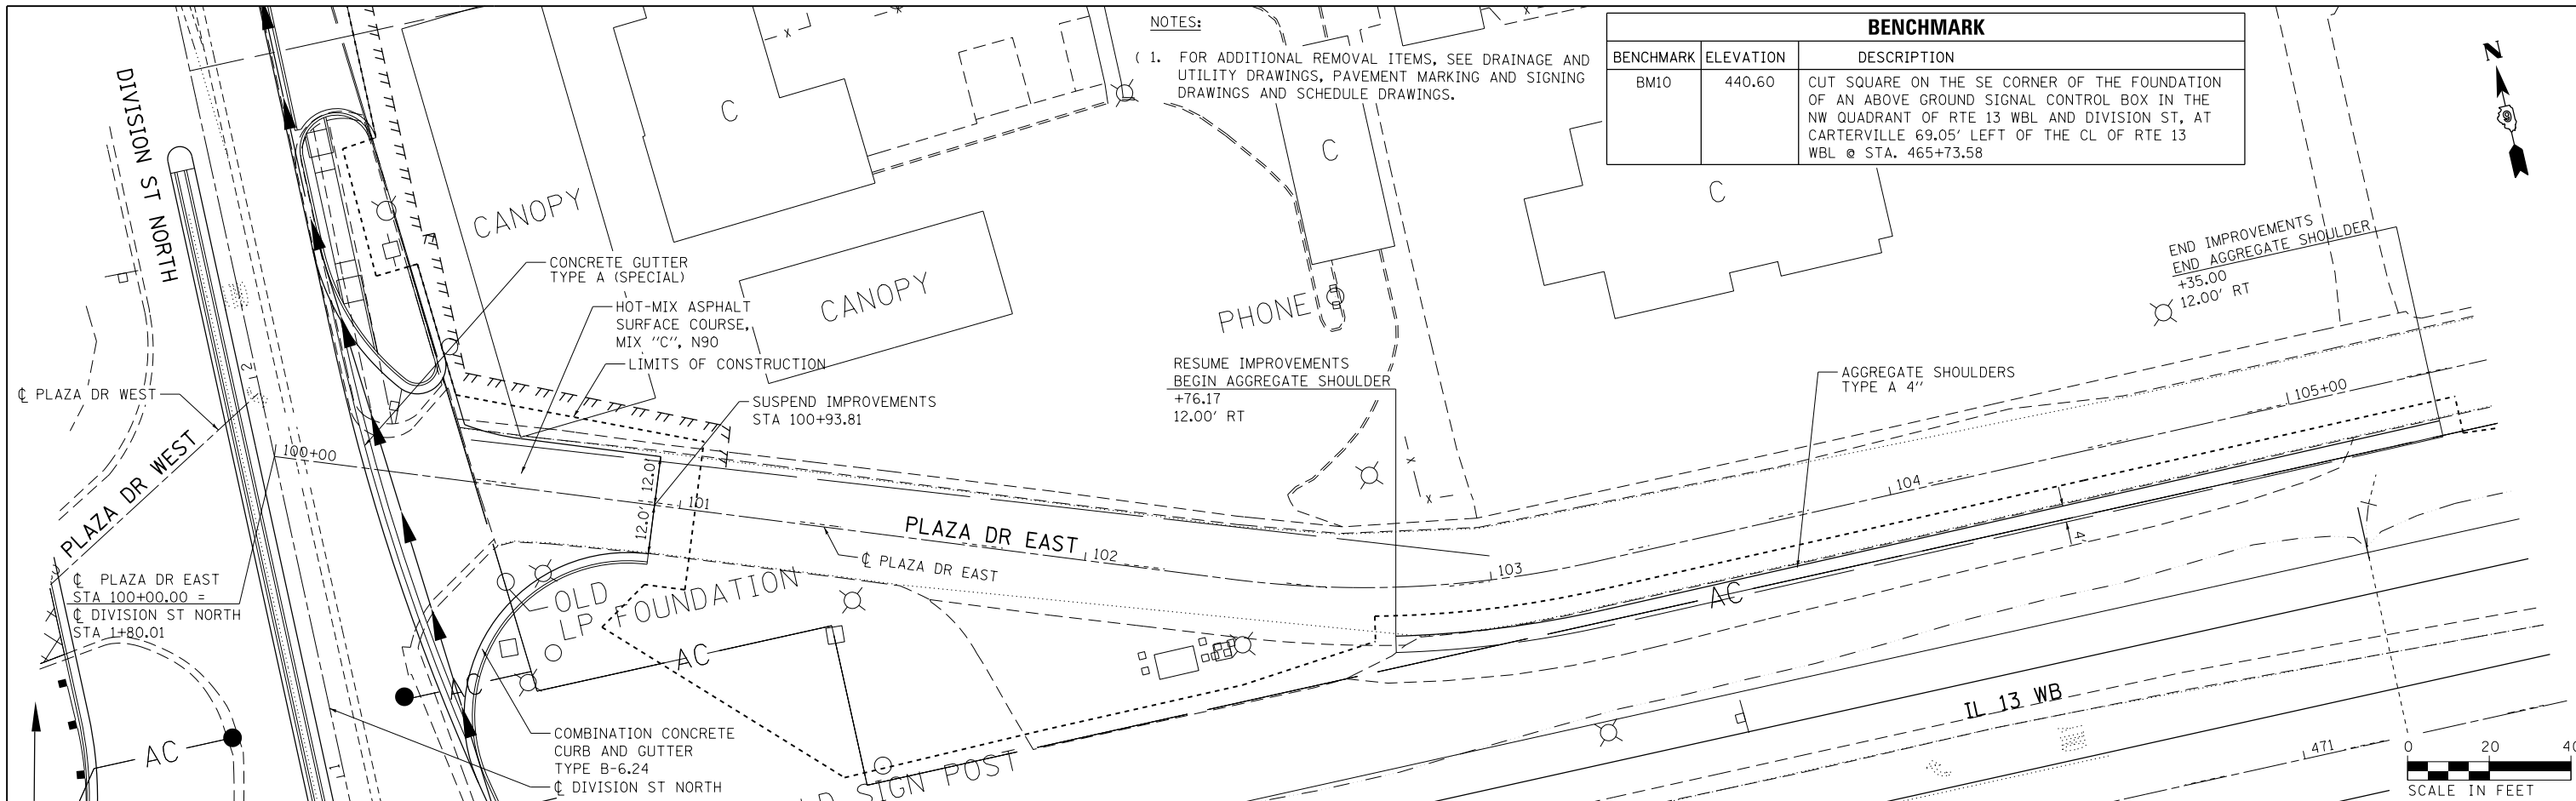 NOTES:
( 1. FOR ADDITIONAL REMOVAL ITEMS, SEE DRAINAGE AND
UTILITY DRAWINGS, PAVEMENT MARKING AND SIGNING
DRAWINGS AND SCHEDULE DRAWINGS.
BENCHMARK
BENCHMARK ELEVATION DESCRIPTION
BM10 440.60 CUT SQUARE ON THE SE CORNER OF THE FOUNDATION
OF AN ABOVE GROUND SIGNAL CONTROL BOX IN THE
NW QUADRANT OF RTE 13 WBL AND DIVISION ST, AT
CARTERVILLE 69.05' LEFT OF THE CL OF RTE 13
WBL @ STA. 465+73.58
N
DIVISION ST NORTH
C
C
C
CANOPY
CANOPY
CONCRETE GUTTER
TYPE A (SPECIAL)
HOT-MIX ASPHALT
SURFACE COURSE,
MIX "C", N90
LIMITS OF CONSTRUCTION
SUSPEND IMPROVEMENTS
STA 100+93.81
PHONE
RESUME IMPROVEMENTS
BEGIN AGGREGATE SHOULDER
+76.17
12.00' RT
END IMPROVEMENTS
END AGGREGATE SHOULDER
+35.00
12.00' RT
AGGREGATE SHOULDERS
TYPE A 4"
℄ PLAZA DR WEST
PLAZA DR WEST
2
100+00
12.0'
12.0'
101
PLAZA DR EAST
102
℄ PLAZA DR EAST
103
104
105+00
4'
℄ PLAZA DR EAST
STA 100+00.00 =
℄ DIVISION ST NORTH
STA 1+80.01
OLD
LP FOUNDATION
AC
AC
AC
AC
1
COMBINATION CONCRETE
CURB AND GUTTER
TYPE B-6.24
℄ DIVISION ST NORTH
SIGN POST
IL 13 WB
471
0 20 40
SCALE IN FEET